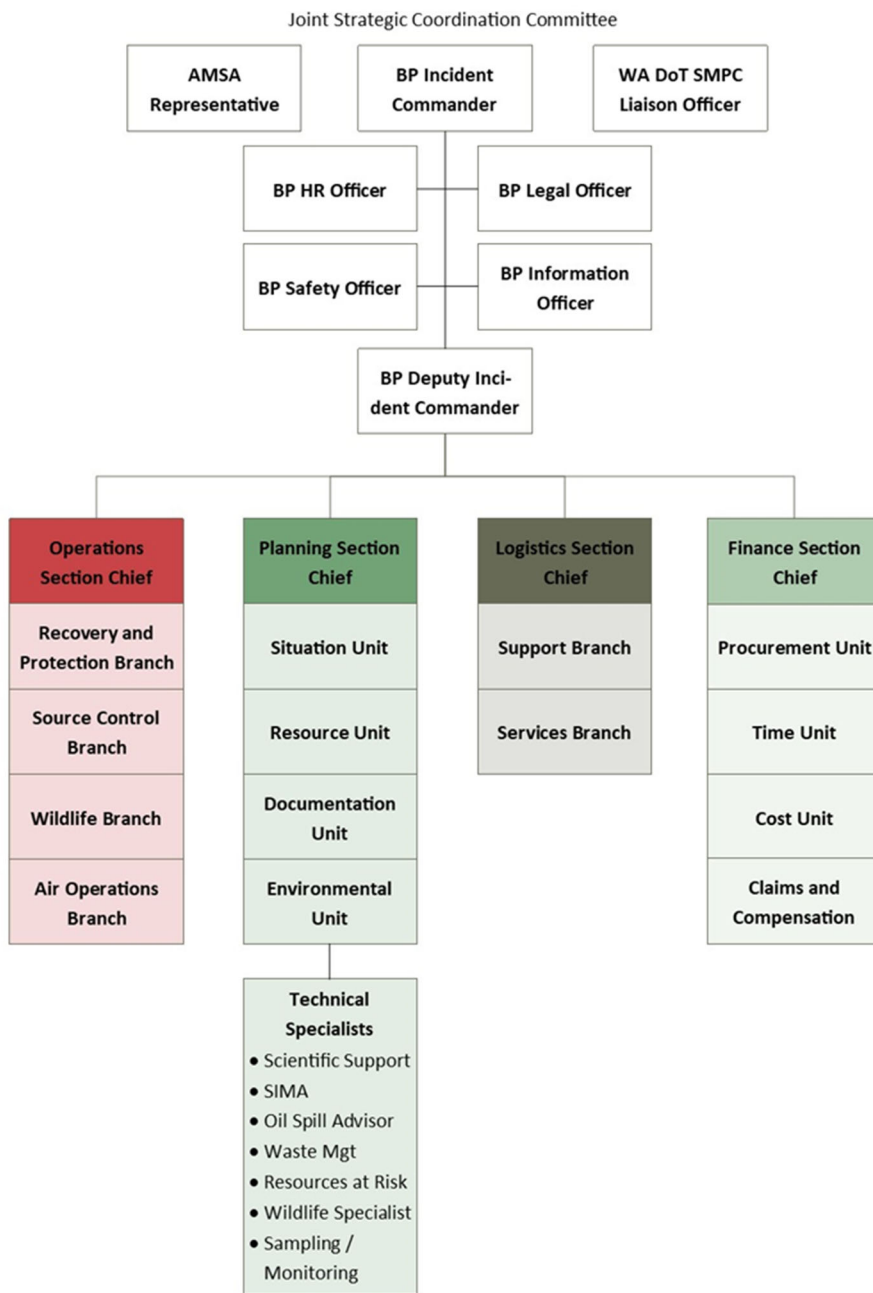 Joint Strategic Coordination Committee
AMSA
Representative
BP Incident
Commander
WA DoT SMPC
Liaison Officer
BP HR Officer
BP Legal Officer
BP Safety Officer
BP Information
Officer
BP Deputy Inci-
dent Commander
Operations
Section Chief
Recovery and
Protection Branch
Source Control
Branch
Wildlife Branch
Air Operations
Branch
Planning Section
Chief
Situation Unit
Resource Unit
Documentation
Unit
Environmental
Unit
Technical
Specialists
• Scientific Support
• SIMA
• Oil Spill Advisor
• Waste Mgt
• Resources at Risk
• Wildlife Specialist
• Sampling /
Monitoring
Logistics Section
Chief
Support Branch
Services Branch
Finance Section
Chief
Procurement Unit
Time Unit
Cost Unit
Claims and
Compensation